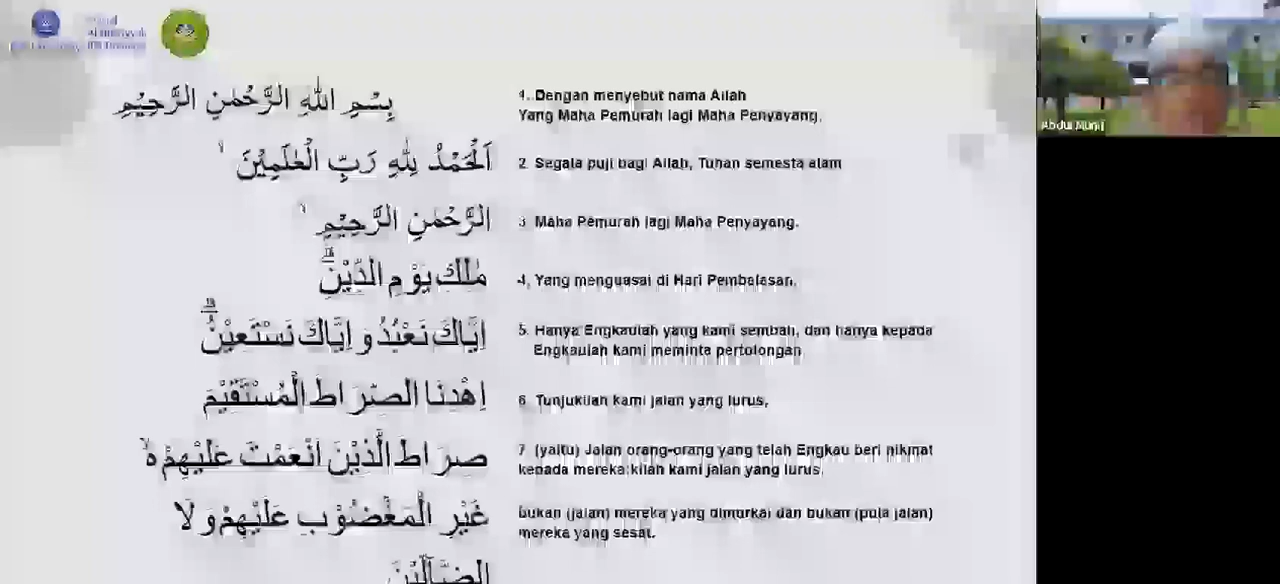 بِسْمِ اللّٰهِ الرَّحْمٰنِ الرَّحِيْمِ
1. Dengan menyebut nama Allah
Yang Maha Pemurah lagi Maha Penyayang.
اَلْحَمْدُ لِلّٰهِ رَبِّ الْعٰلَمِيْنَ ۙ
2. Segala puji bagi Allah, Tuhan semesta alam
الرَّحْمٰنِ الرَّحِيْمِ ۙ
3 Maha Pemurah lagi Maha Penyayang.
مٰلِكِ يَوْمِ الدِّيْنِۗ
4, Yang menguasai di Hari Pembalasan.
اِيَّاكَ نَعْبُدُ وَاِيَّاكَ نَسْتَعِيْنُۗ
5. Hanya Engkaulah yang kami sembah, dan hanya kepada
Engkaulah kami meminta pertolongan
اِهْدِنَا الصِّرَاطَ الْمُسْتَقِيْمَ
6. Tunjukilah kami jalan yang lurus,
صِرَاطَ الَّذِيْنَ اَنْعَمْتَ عَلَيْهِمْ ەۙ
7 (yaitu) Jalan orang-orang yang telah Engkau beri nikmat
kepada mereka:kilah kami jalan yang lurus
غَيْرِ الْمَغْضُوْبِ عَلَيْهِمْ وَلَا
bukan (jalan) mereka yang dimurkai dan bukan (pula jalan)
mereka yang sesat.
الضَّاۤلِّيْنَ
Abdul Munif